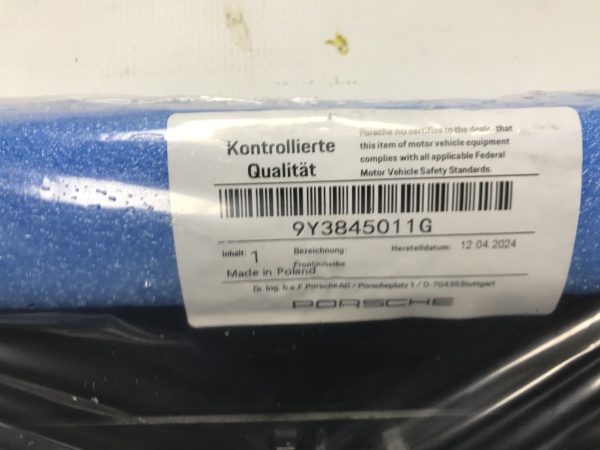 Kontrollierte
Qualität
Porsche AG certifies to the dealer that
this item of motor vehicle equipment
complies with all applicable Federal
Motor Vehicle Safety Standards.
9Y3845011G
Inhalt: 1
Bezeichnung:
Herstelldatum: 12.04.2024
Frontscheibe
Made in Poland
Dr. Ing. h.c. F. Porsche AG / Porscheplatz 1 / D-70435 Stuttgart
PORSCHE